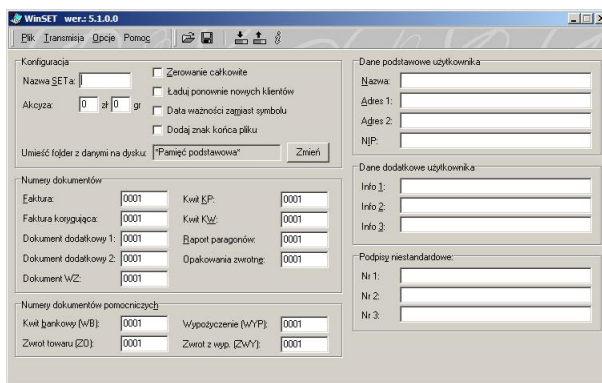 WinSET wer.: 5.1.0.0
Plik Transmisja Opcje Pomoc
Konfiguracja
Nazwa SETa:
Akcyza: 0 zł 0 gr
Zerowanie całkowite
Ładuj ponownie nowych klientów
Data ważności zamiast symbolu
Dodaj znak końca pliku
Umieść folder z danymi na dysku: "Pamięć podstawowa" Zmień
Numery dokumentów
Faktura: 0001 Kwit KP: 0001
Faktura korygująca: 0001 Kwit KW: 0001
Dokument dodatkowy 1: 0001 Raport paragonów: 0001
Dokument dodatkowy 2: 0001 Opakowania zwrotne: 0001
Dokument WZ: 0001
Numery dokumentów pomocniczych
Kwit bankowy (WB): 0001 Wypożyczenie (WYP): 0001
Zwrot towaru (ZO): 0001 Zwrot z wyp. (ZWY): 0001
Dane podstawowe użytkownika
Nazwa:
Adres 1:
Adres 2:
NIP:
Dane dodatkowe użytkownika
Info 1:
Info 2:
Info 3:
Podpisy niestandardowe:
Nr 1:
Nr 2:
Nr 3: